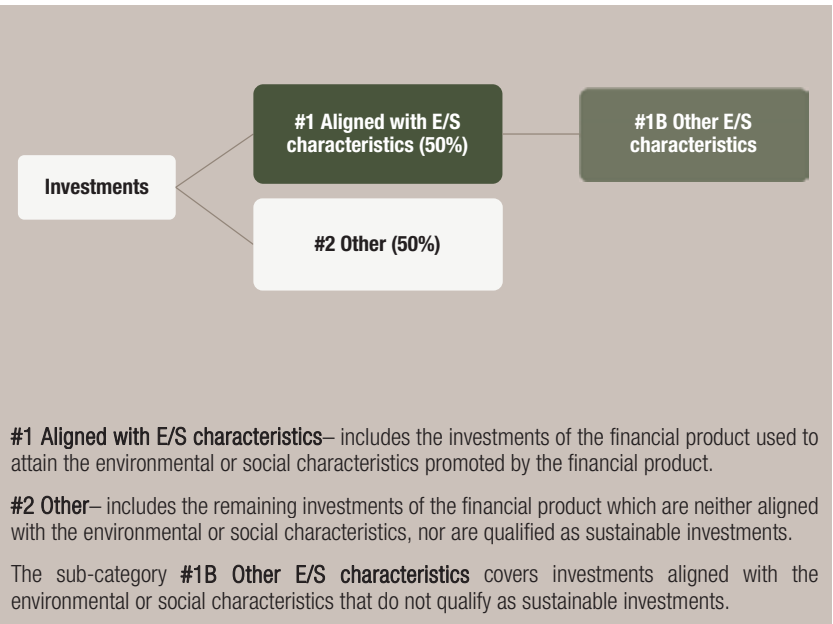 #1 Aligned with E/S
characteristics (50%)
#1B Other E/S
characteristics
Investments
#2 Other (50%)
#1 Aligned with E/S characteristics– includes the investments of the financial product used to
attain the environmental or social characteristics promoted by the financial product.
#2 Other– includes the remaining investments of the financial product which are neither aligned
with the environmental or social characteristics, nor are qualified as sustainable investments.
The sub-category #1B Other E/S characteristics covers investments aligned with the
environmental or social characteristics that do not qualify as sustainable investments.